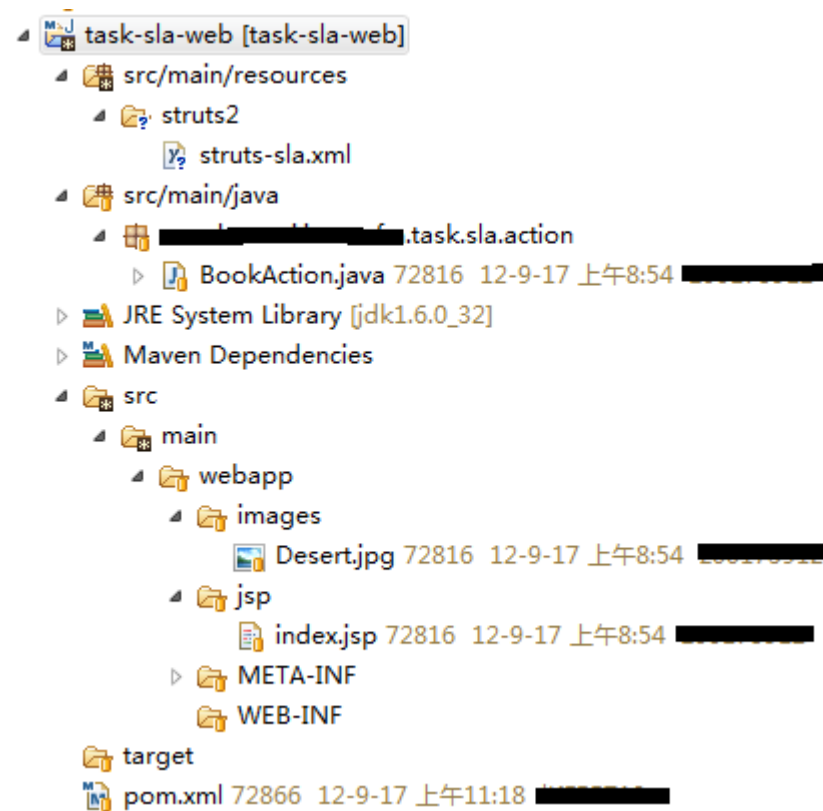 task-sla-web [task-sla-web]
src/main/resources
struts2
struts-sla.xml
src/main/java
.task.sla.action
BookAction.java 72816 12-9-17 上午8:54
JRE System Library [jdk1.6.0_32]
Maven Dependencies
src
main
webapp
images
Desert.jpg 72816 12-9-17 上午8:54
jsp
index.jsp 72816 12-9-17 上午8:54
META-INF
WEB-INF
target
pom.xml 72866 12-9-17 上午11:18